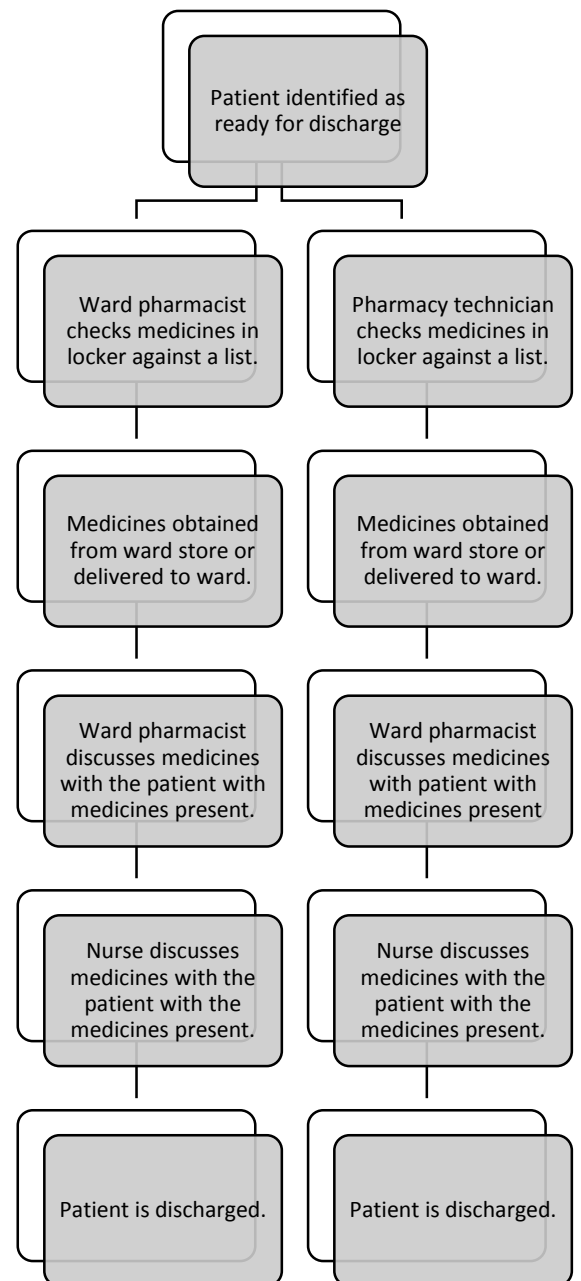 Patient identified as
ready for discharge
Ward pharmacist
checks medicines in
locker against a list.
Pharmacy technician
checks medicines in
locker against a list.
Medicines obtained
from ward store or
delivered to ward.
Medicines obtained
from ward store or
delivered to ward.
Ward pharmacist
discusses medicines
with the patient with
medicines present.
Ward pharmacist
discusses medicines
with patient with
medicines present
Nurse discusses
medicines with the
patient with the
medicines present.
Nurse discusses
medicines with the
patient with the
medicines present.
Patient is discharged.
Patient is discharged.